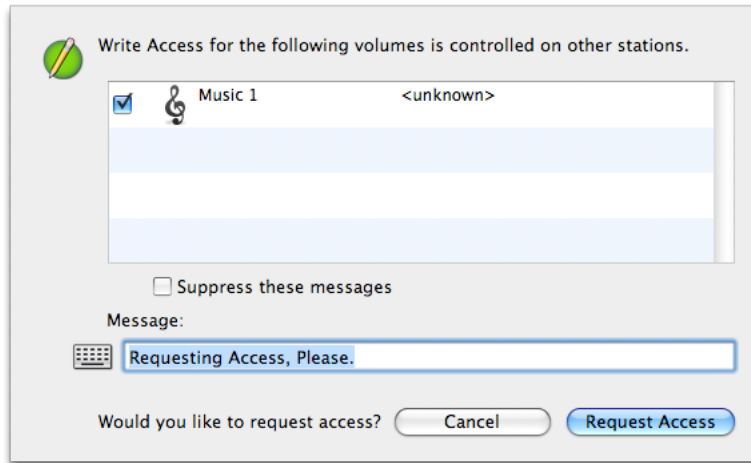 Write Access for the following volumes is controlled on other stations.
Music 1 <unknown>
Suppress these messages
Message:
Requesting Access, Please.
Would you like to request access? Cancel Request Access